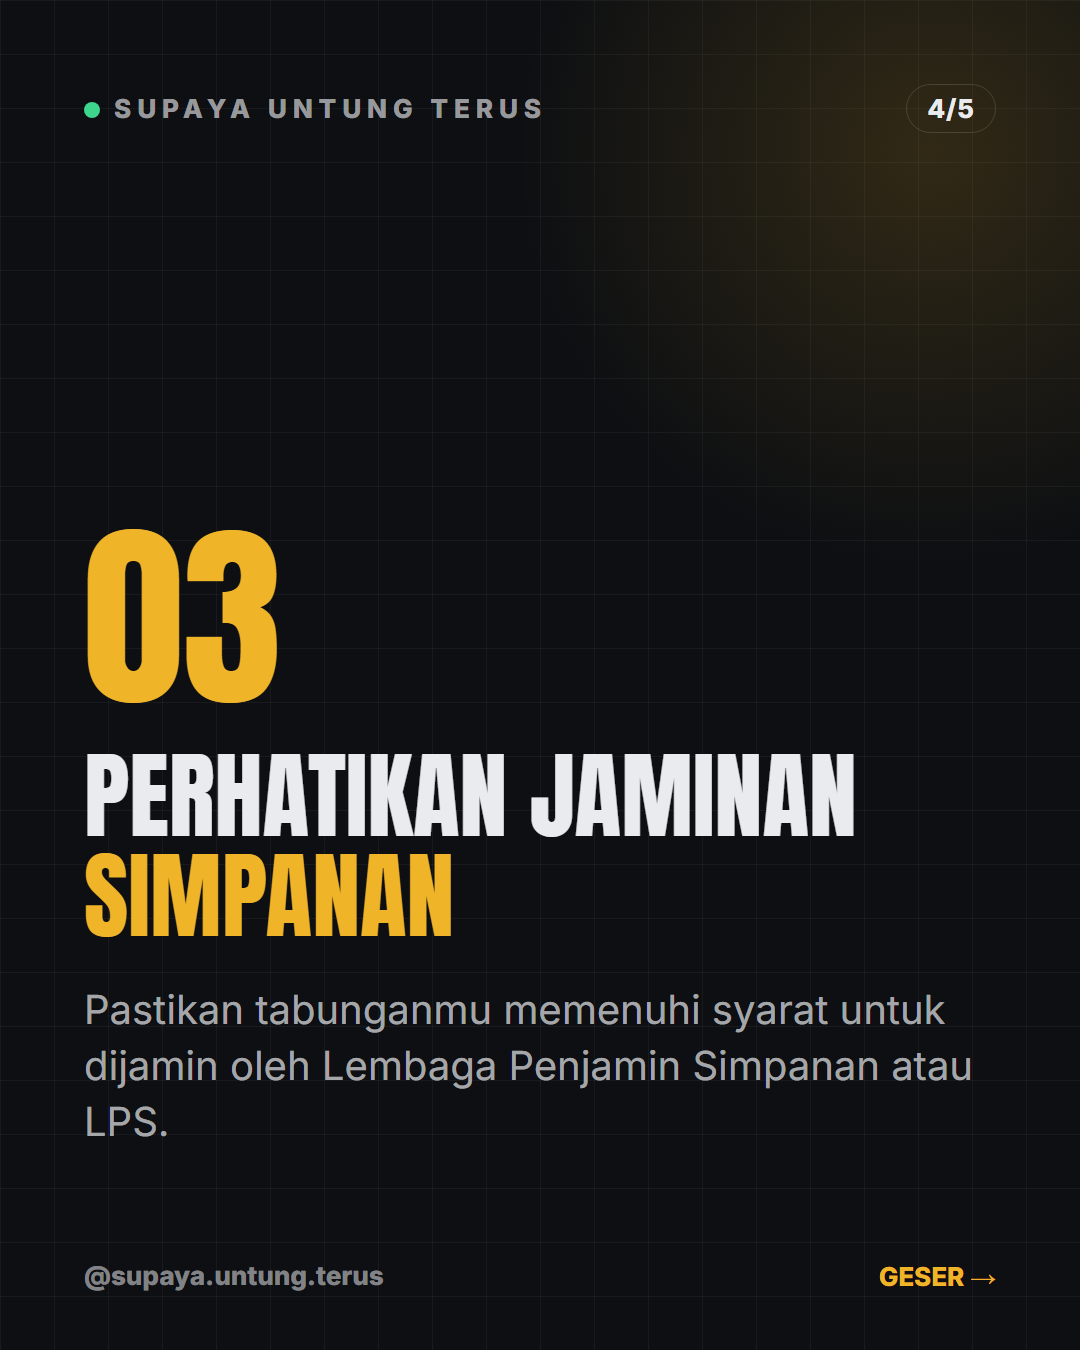 SUPAYA UNTUNG TERUS
4/5
03
PERHATIKAN JAMINAN
SIMPANAN
Pastikan tabunganmu memenuhi syarat untuk
dijamin oleh Lembaga Penjamin Simpanan atau
LPS.
@supaya.untung.terus
GESER →